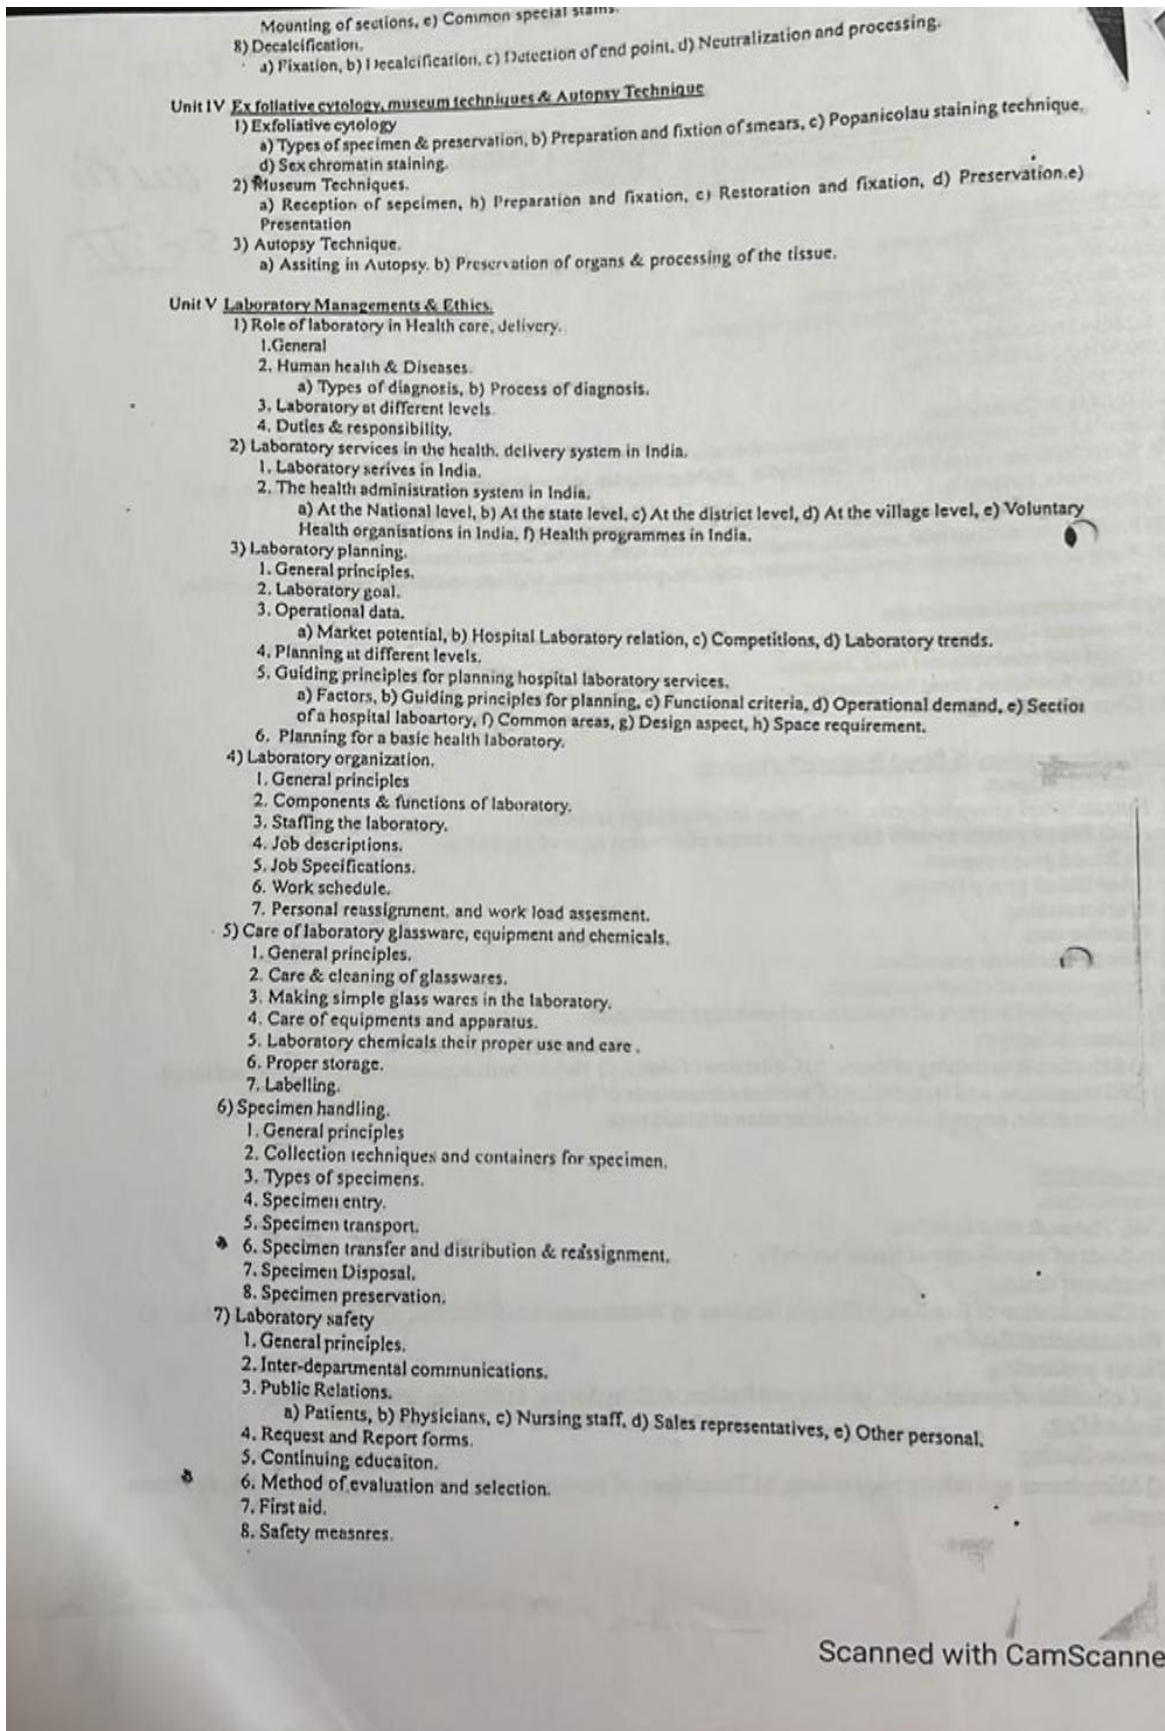 Mounting of sections, e) Common special stains.
8) Decalcification.
a) Fixation, b) Decalcification, c) Detection of end point, d) Neutralization and processing.
Unit IV Exfoliative cytology, museum techniques & Autopsy Technique
1) Exfoliative cytology
a) Types of specimen & preservation, b) Preparation and fixtion of smears, c) Popanicolau staining technique.
d) Sex chromatin staining.
2) Museum Techniques.
a) Reception of sepcimen, b) Preparation and fixation, c) Restoration and fixation, d) Preservation.e)
Presentation
3) Autopsy Technique.
a) Assiting in Autopsy. b) Preservation of organs & processing of the tissue.
Unit V Laboratory Managements & Ethics.
1) Role of laboratory in Health core, delivery.
1.General
2. Human health & Diseases.
a) Types of diagnosis, b) Process of diagnosis.
3. Laboratory at different levels.
4. Duties & responsibility.
2) Laboratory services in the health. delivery system in India.
1. Laboratory serives in India.
2. The health administration system in India.
a) At the National level, b) At the state level, c) At the district level, d) At the village level, e) Voluntary
Health organisations in India, f) Health programmes in India.
3) Laboratory planning.
1. General principles.
2. Laboratory goal.
3. Operational data.
a) Market potential, b) Hospital Laboratory relation, c) Competitions, d) Laboratory trends.
4. Planning at different levels.
5. Guiding principles for planning hospital laboratory services.
a) Factors, b) Guiding principles for planning, c) Functional criteria, d) Operational demand, e) Section
of a hospital laboartory, f) Common areas, g) Design aspect, h) Space requirement.
6. Planning for a basic health laboratory.
4) Laboratory organization.
1. General principles
2. Components & functions of laboratory.
3. Staffing the laboratory.
4. Job descriptions.
5. Job Specifications.
6. Work schedule.
7. Personal reassignment, and work load assesment.
5) Care of laboratory glassware, equipment and chemicals.
1. General principles.
2. Care & cleaning of glasswares.
3. Making simple glass wares in the laboratory.
4. Care of equipments and apparatus.
5. Laboratory chemicals their proper use and care .
6. Proper storage.
7. Labelling.
6) Specimen handling.
1. General principles
2. Collection techniques and containers for specimen.
3. Types of specimens.
4. Specimen entry.
5. Specimen transport.
6. Specimen transfer and distribution & reassignment.
7. Specimen Disposal.
8. Specimen preservation.
7) Laboratory safety
1. General principles.
2. Inter-departmental communications.
3. Public Relations.
a) Patients, b) Physicians, c) Nursing staff, d) Sales representatives, e) Other personal.
4. Request and Report forms.
5. Continuing educaiton.
6. Method of evaluation and selection.
7. First aid.
8. Safety measnres.
Scanned with CamScanne